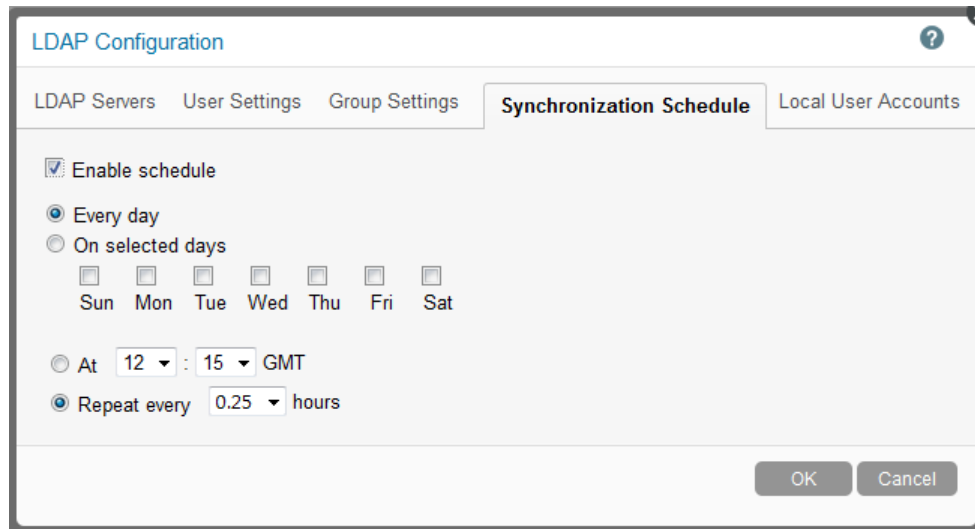 LDAP Configuration ?
LDAP Servers User Settings Group Settings Synchronization Schedule Local User Accounts
Enable schedule
Every day
On selected days
Sun Mon Tue Wed Thu Fri Sat
At 12 : 15 GMT
Repeat every 0.25 hours
OK Cancel